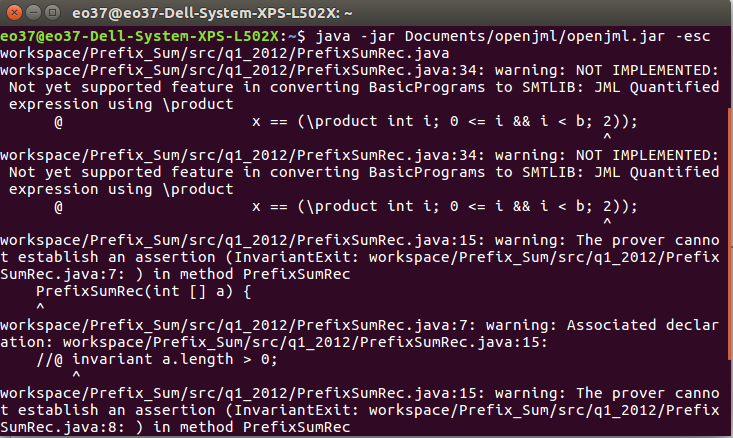 eo37@eo37-Dell-System-XPS-L502X: ~
eo37@eo37-Dell-System-XPS-L502X:~$ java -jar Documents/openjml/openjml.jar -esc
workspace/Prefix_Sum/src/q1_2012/PrefixSumRec.java
workspace/Prefix_Sum/src/q1_2012/PrefixSumRec.java:34: warning: NOT IMPLEMENTED:
 Not yet supported feature in converting BasicPrograms to SMTLIB: JML Quantified
expression using \product
      @                       x == (\product int i; 0 <= i && i < b; 2));
                                                                       ^
workspace/Prefix_Sum/src/q1_2012/PrefixSumRec.java:34: warning: NOT IMPLEMENTED:
 Not yet supported feature in converting BasicPrograms to SMTLIB: JML Quantified
expression using \product
      @                       x == (\product int i; 0 <= i && i < b; 2));
                                                                       ^
workspace/Prefix_Sum/src/q1_2012/PrefixSumRec.java:15: warning: The prover canno
t establish an assertion (InvariantExit: workspace/Prefix_Sum/src/q1_2012/Prefix
SumRec.java:7: ) in method PrefixSumRec
    PrefixSumRec(int [] a) {
    ^
workspace/Prefix_Sum/src/q1_2012/PrefixSumRec.java:7: warning: Associated declar
ation: workspace/Prefix_Sum/src/q1_2012/PrefixSumRec.java:15:
    //@ invariant a.length > 0;
        ^
workspace/Prefix_Sum/src/q1_2012/PrefixSumRec.java:15: warning: The prover canno
t establish an assertion (InvariantExit: workspace/Prefix_Sum/src/q1_2012/Prefix
SumRec.java:8: ) in method PrefixSumRec